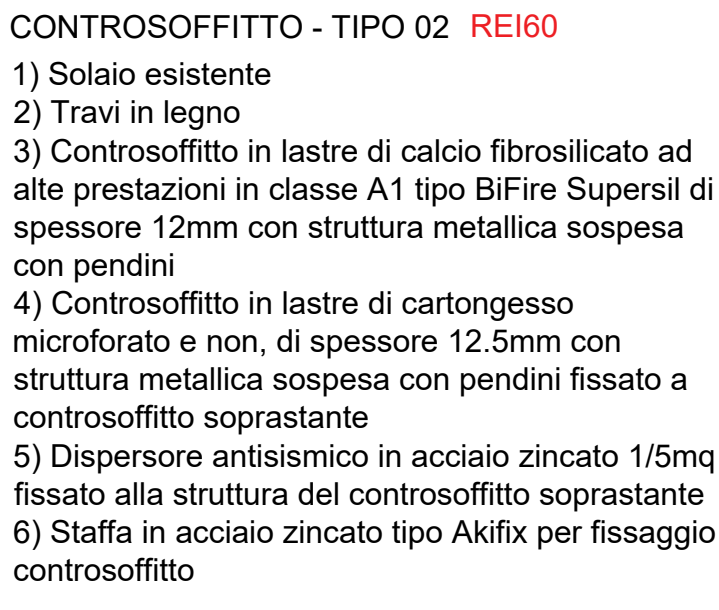 CONTROSOFFITTO - TIPO 02 REI60
1) Solaio esistente
2) Travi in legno
3) Controsoffitto in lastre di calcio fibrosilicato ad
alte prestazioni in classe A1 tipo BiFire Supersil di
spessore 12mm con struttura metallica sospesa
con pendini
4) Controsoffitto in lastre di cartongesso
microforato e non, di spessore 12.5mm con
struttura metallica sospesa con pendini fissato a
controsoffitto soprastante
5) Dispersore antisismico in acciaio zincato 1/5mq
fissato alla struttura del controsoffitto soprastante
6) Staffa in acciaio zincato tipo Akifix per fissaggio
controsoffitto